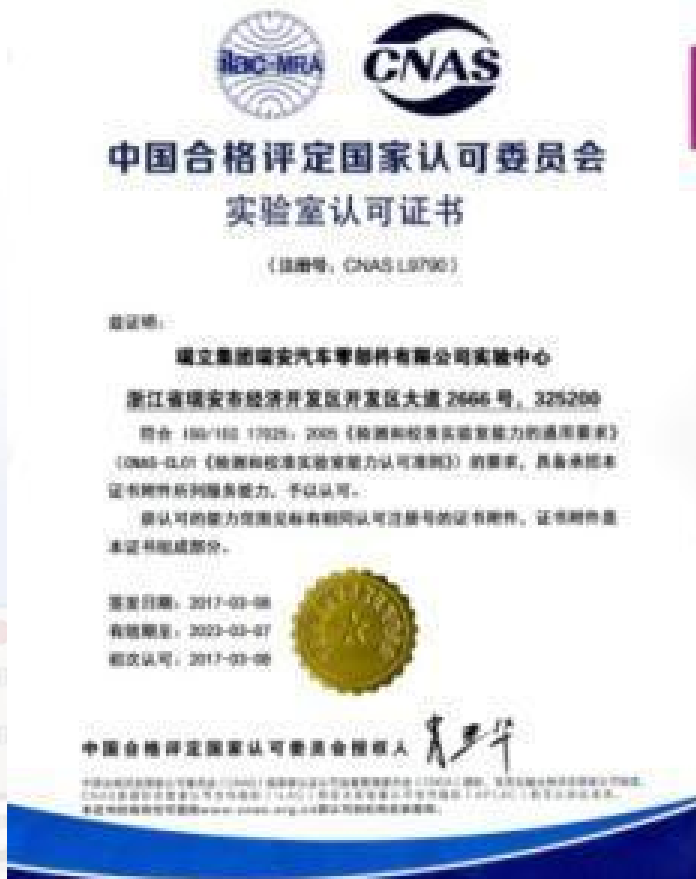 ilac-MRA
CNAS
中国合格评定国家认可委员会
实验室认可证书
（注册号：CNAS L9790）
兹证明：
瑞立集团瑞安汽车零部件有限公司实验中心
浙江省瑞安市经济开发区开发区大道 2666 号，325200
符合 ISO/IEC 17025：2005《检测和校准实验室能力的通用要求》
（CNAS-CL01《检测和校准实验室能力认可准则》）的要求，具备承担本
证书附件所列服务能力，予以认可。
获认可的能力范围见标有相同认可注册号的证书附件，证书附件是
本证书组成部分。
签发日期：2017-03-08
有效期至：2023-03-07
初次认可：2017-03-08
中国合格评定国家认可委员会授权人